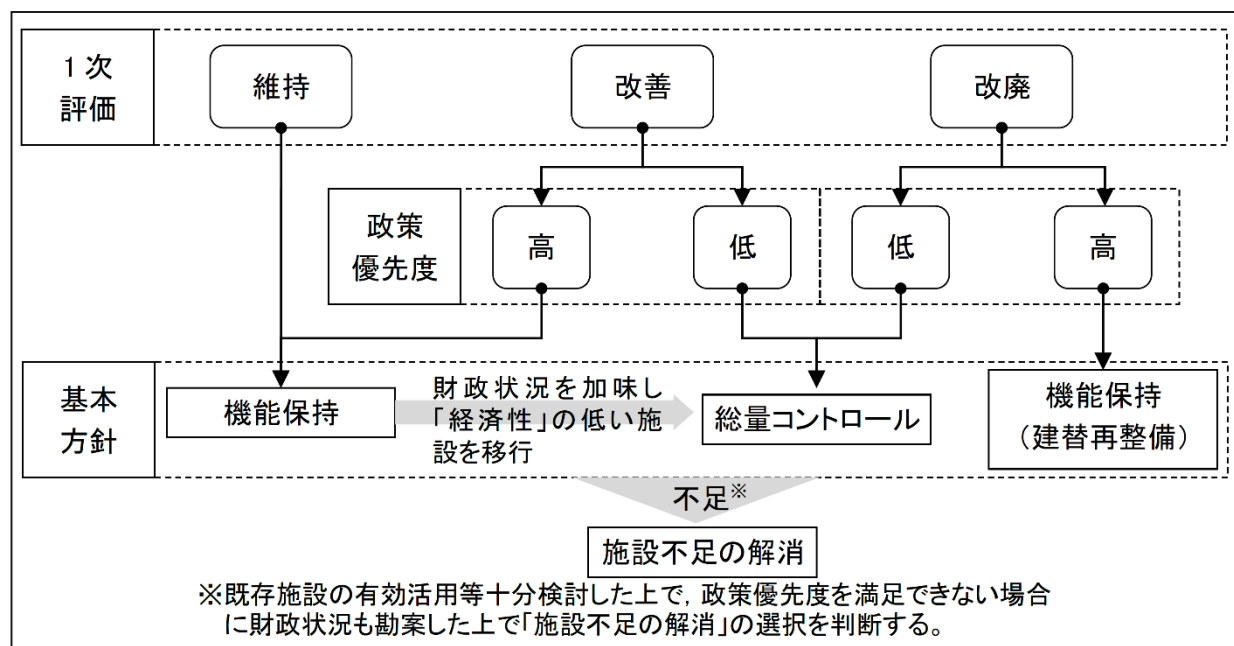 1次
評価
維持
改善
改廃
政策
優先度
高
低
低
高
基本
方針
機能保持
財政状況を加味し
「経済性」の低い施
設を移行
総量コントロール
機能保持
（建替再整備）
不足※
施設不足の解消
※既存施設の有効活用等十分検討した上で，政策優先度を満足できない場合
に財政状況も勘案した上で「施設不足の解消」の選択を判断する。